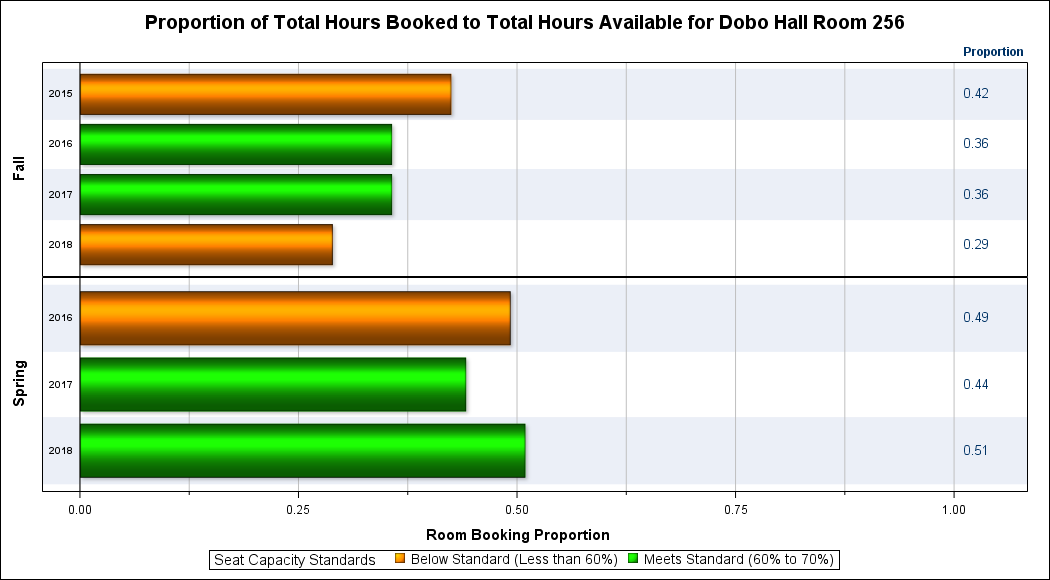 Proportion of Total Hours Booked to Total Hours Available for Dobo Hall Room 256
Proportion
Fall
2015 0.42
2016 0.36
2017 0.36
2018 0.29
Spring
2016 0.49
2017 0.44
2018 0.51
0.00 0.25 0.50 0.75 1.00
Room Booking Proportion
Seat Capacity Standards Below Standard (Less than 60%) Meets Standard (60% to 70%)